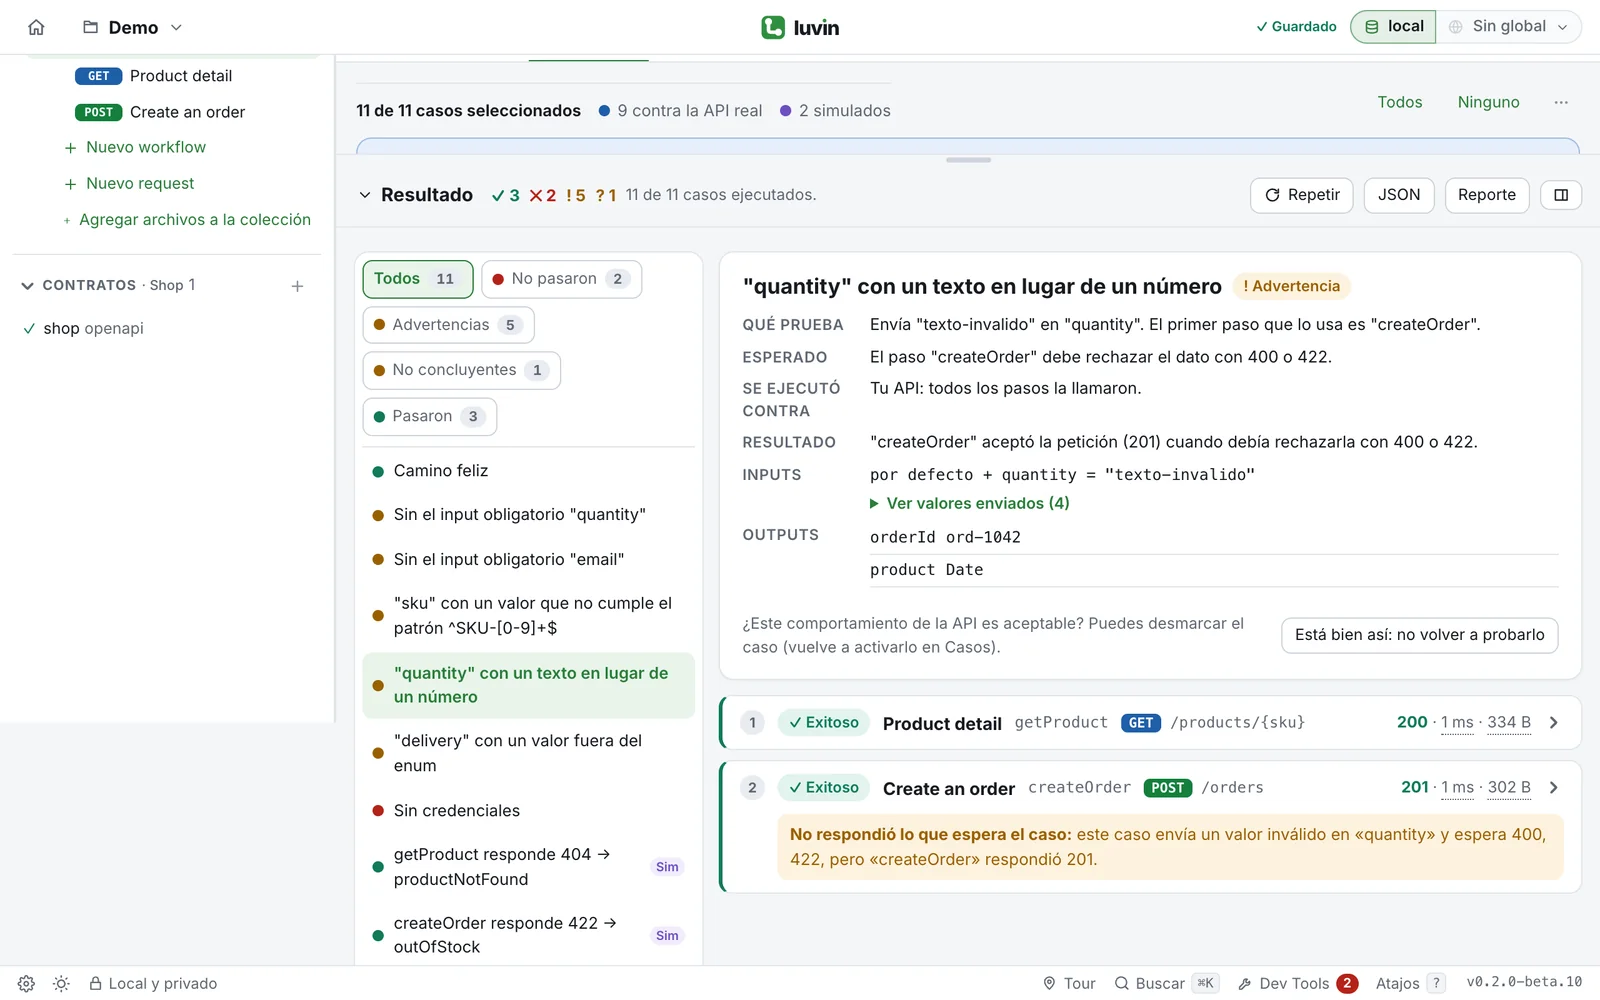 Demo
luvin
✓ Guardado
local
Sin global
GET Product detail
POST Create an order
+ Nuevo workflow
+ Nuevo request
+ Agregar archivos a la colección
CONTRATOS · Shop 1 +
✓ shop openapi
11 de 11 casos seleccionados
9 contra la API real
2 simulados
Todos
Ninguno
···
Resultado
✓ 3 ✕ 2 ! 5 ? 1 11 de 11 casos ejecutados.
Repetir
JSON
Reporte
Todos 11
No pasaron 2
Advertencias 5
No concluyentes 1
Pasaron 3
Camino feliz
Sin el input obligatorio "quantity"
Sin el input obligatorio "email"
"sku" con un valor que no cumple el
patrón ^SKU-[0-9]+$
"quantity" con un texto en lugar de
un número
"delivery" con un valor fuera del
enum
Sin credenciales
getProduct responde 404 →
productNotFound
Sim
createOrder responde 422 →
outOfStock
Sim
"quantity" con un texto en lugar de un número
! Advertencia
QUÉ PRUEBA Envía "texto-invalido" en "quantity". El primer paso que lo usa es "createOrder".
ESPERADO El paso "createOrder" debe rechazar el dato con 400 o 422.
SE EJECUTÓ
CONTRA
Tu API: todos los pasos la llamaron.
RESULTADO "createOrder" aceptó la petición (201) cuando debía rechazarla con 400 o 422.
INPUTS por defecto + quantity = "texto-invalido"
Ver valores enviados (4)
OUTPUTS orderId ord-1042
product Date
¿Este comportamiento de la API es aceptable? Puedes desmarcar el
caso (vuelve a activarlo en Casos).
Está bien así: no volver a probarlo
1 ✓ Exitoso Product detail getProduct GET /products/{sku} 200 · 1 ms · 334 B
2 ✓ Exitoso Create an order createOrder POST /orders 201 · 1 ms · 302 B
No respondió lo que espera el caso: este caso envía un valor inválido en «quantity» y espera 400,
422, pero «createOrder» respondió 201.
Local y privado
Tour
Buscar ⌘K
Dev Tools 2
Atajos ?
v0.2.0-beta.10